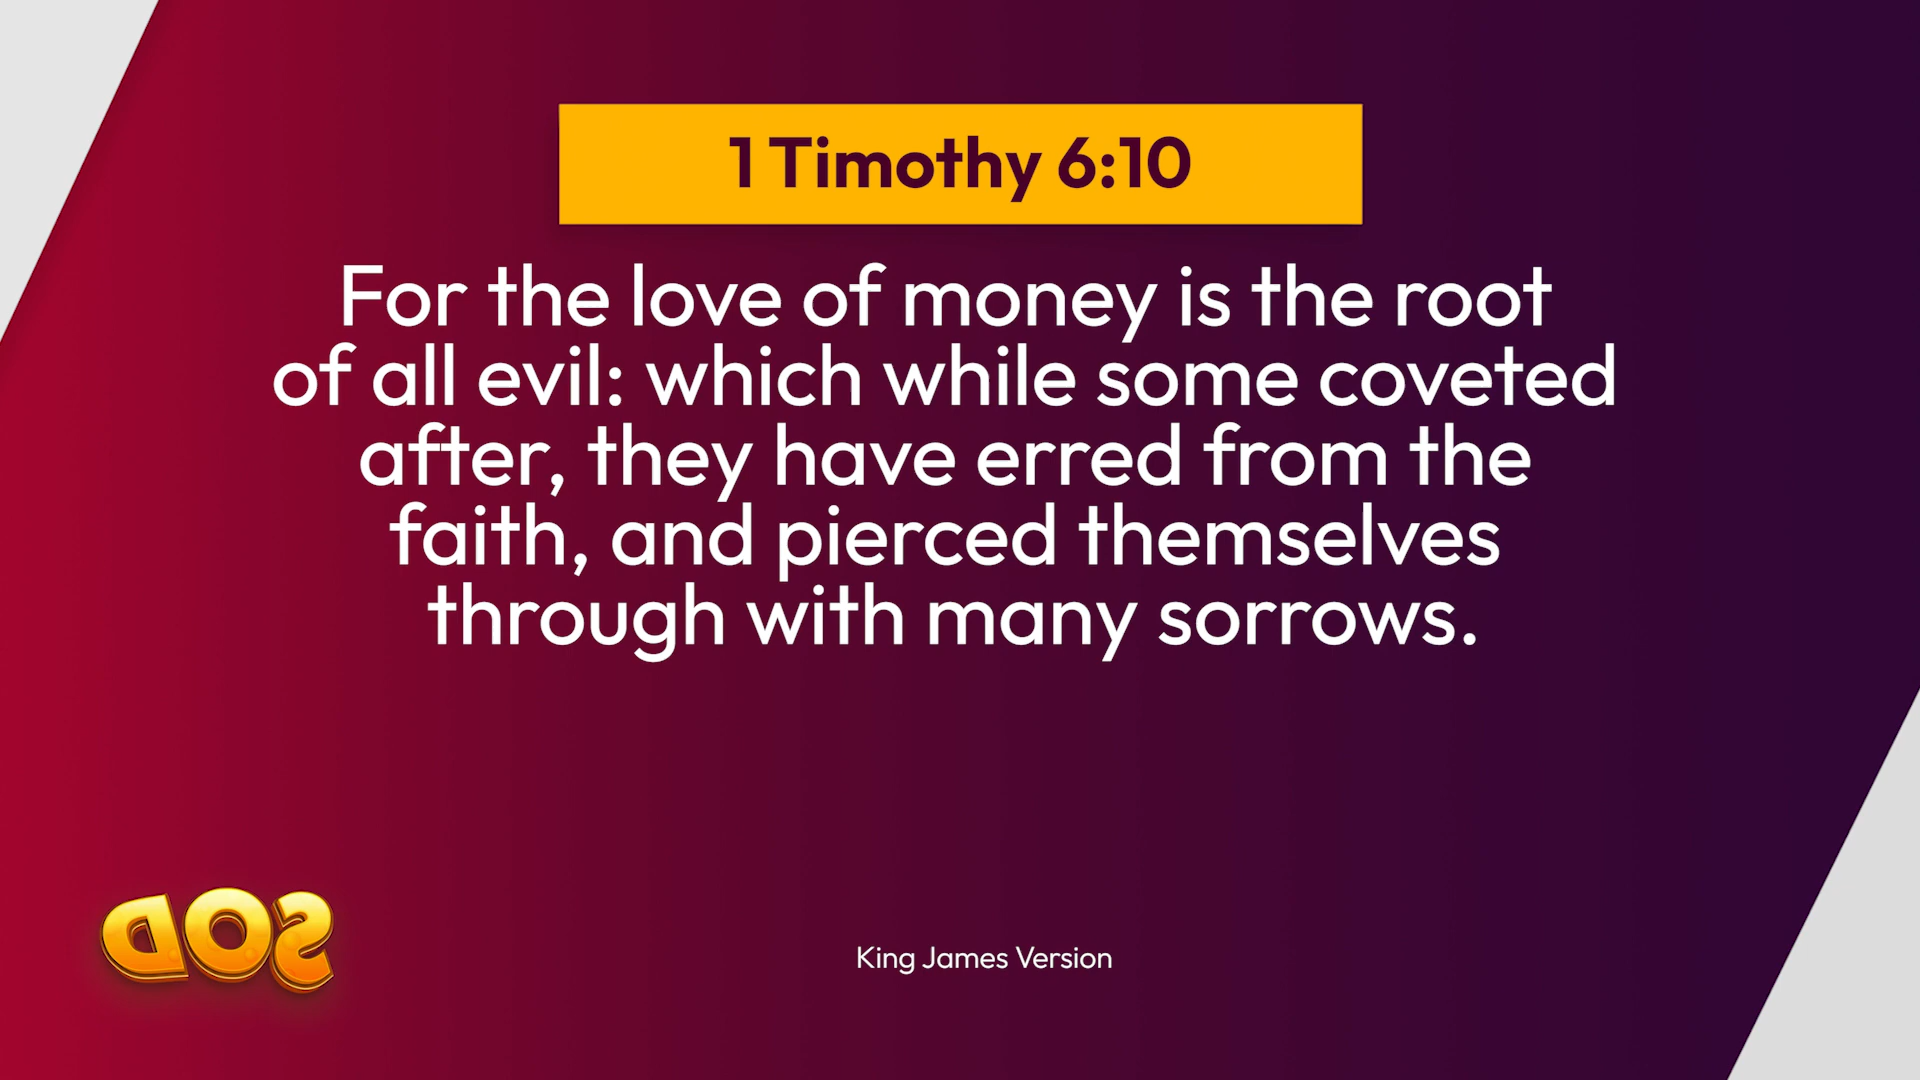 1 Timothy 6:10
For the love of money is the root
of all evil: which while some coveted
after, they have erred from the
faith, and pierced themselves
through with many sorrows.
SOD
King James Version